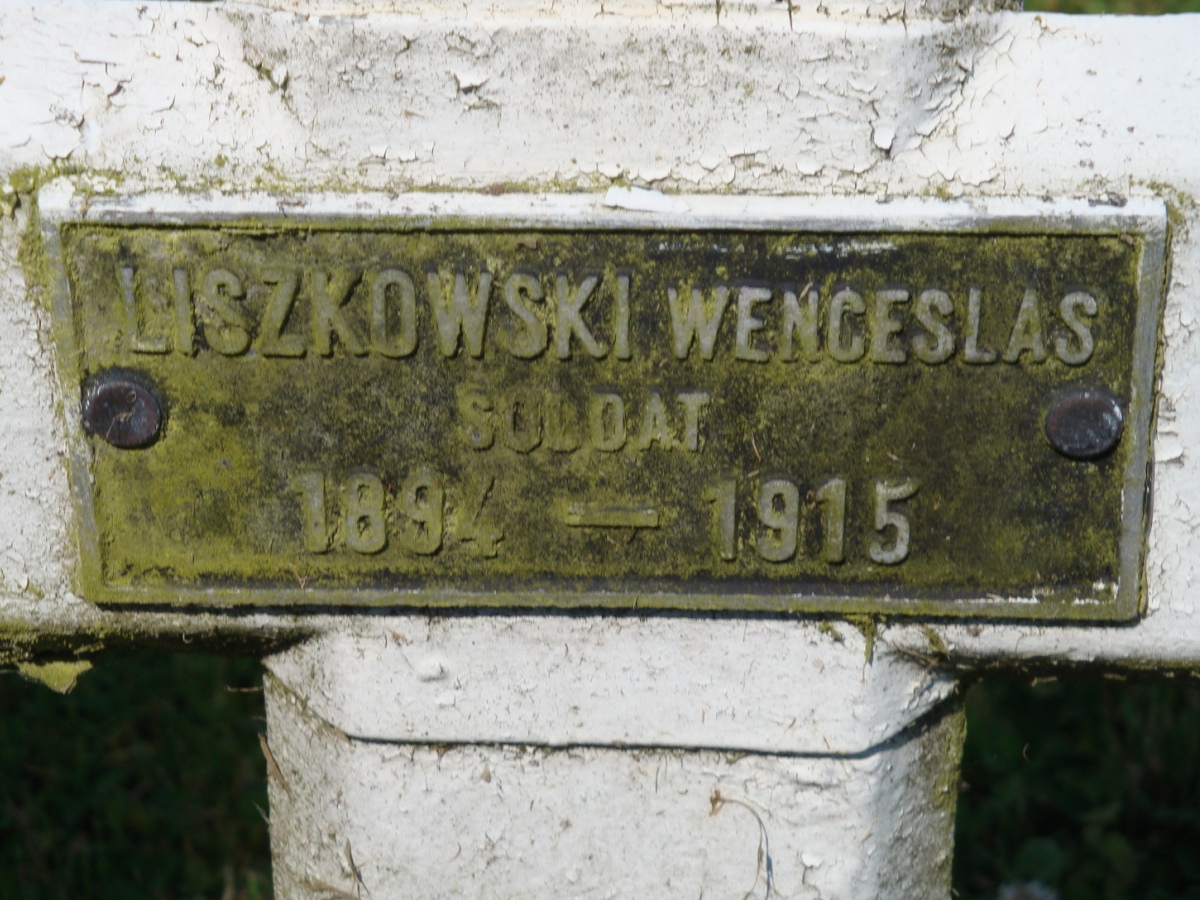 LISZKOWSKI WENCESLAS
SOLDAT
1894 — 1915